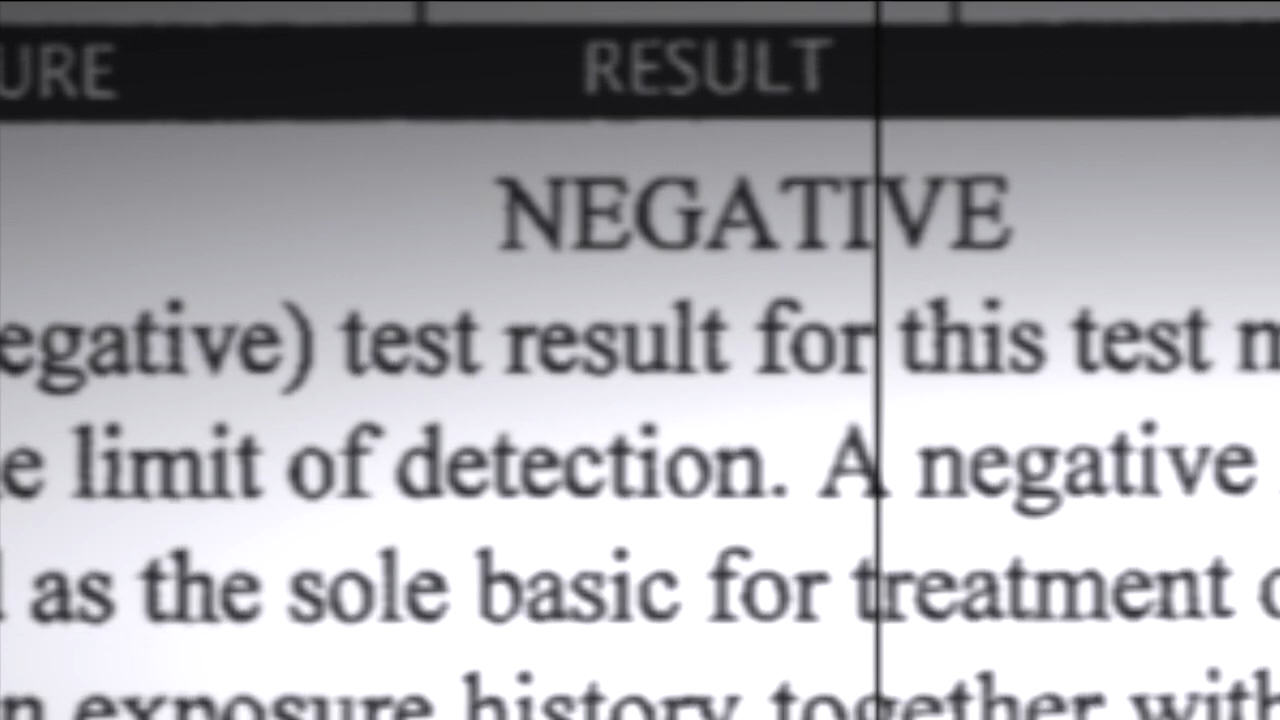 URE RESULT
NEGATIVE
egative) test result for this test
e limit of detection. A negative
as the sole basic for treatment
n exposure history together with